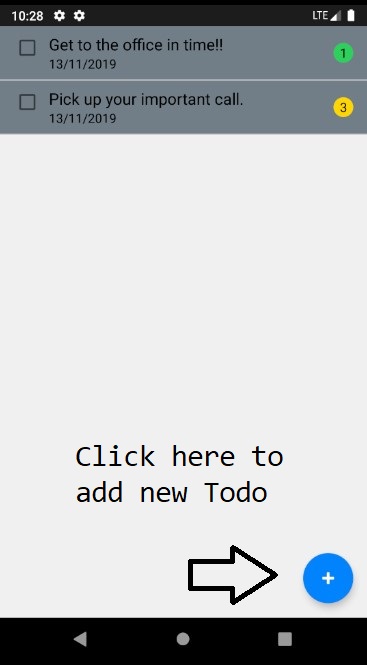 10:28 LTE
Get to the office in time!!
13/11/2019
1
Pick up your important call.
13/11/2019
3
Click here to
add new Todo
+